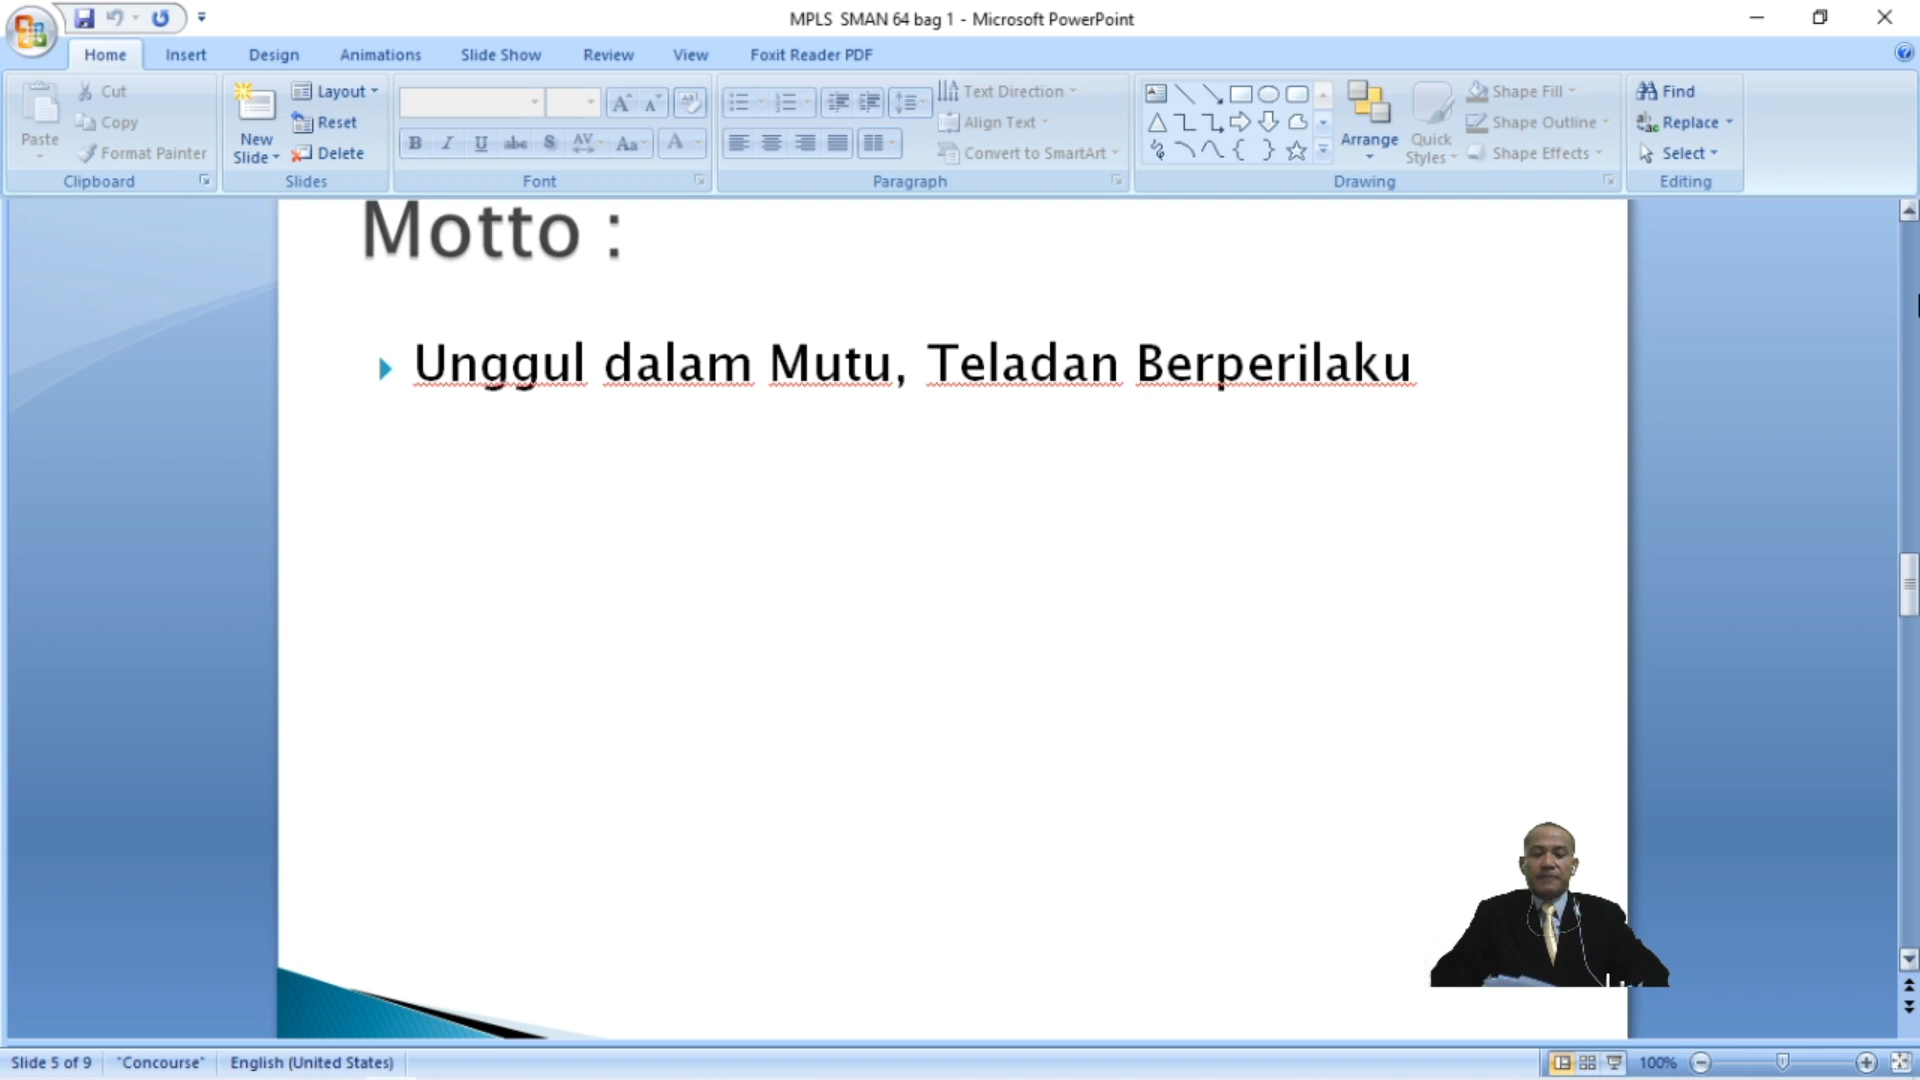 MPLS  SMAN 64 bag 1 - Microsoft PowerPoint
Home Insert Design Animations Slide Show Review View Foxit Reader PDF
Paste
Cut
Copy
Format Painter
Clipboard
New
Slide
Layout
Reset
Delete
Slides
B I U abc S AV Aa A
Font
Text Direction
Align Text
Convert to SmartArt
Paragraph
Arrange
Quick
Styles
Shape Fill
Shape Outline
Shape Effects
Drawing
Find
Replace
Select
Editing
Motto :
Unggul dalam Mutu, Teladan Berperilaku
Slide 5 of 9 "Concourse" English (United States) 100%